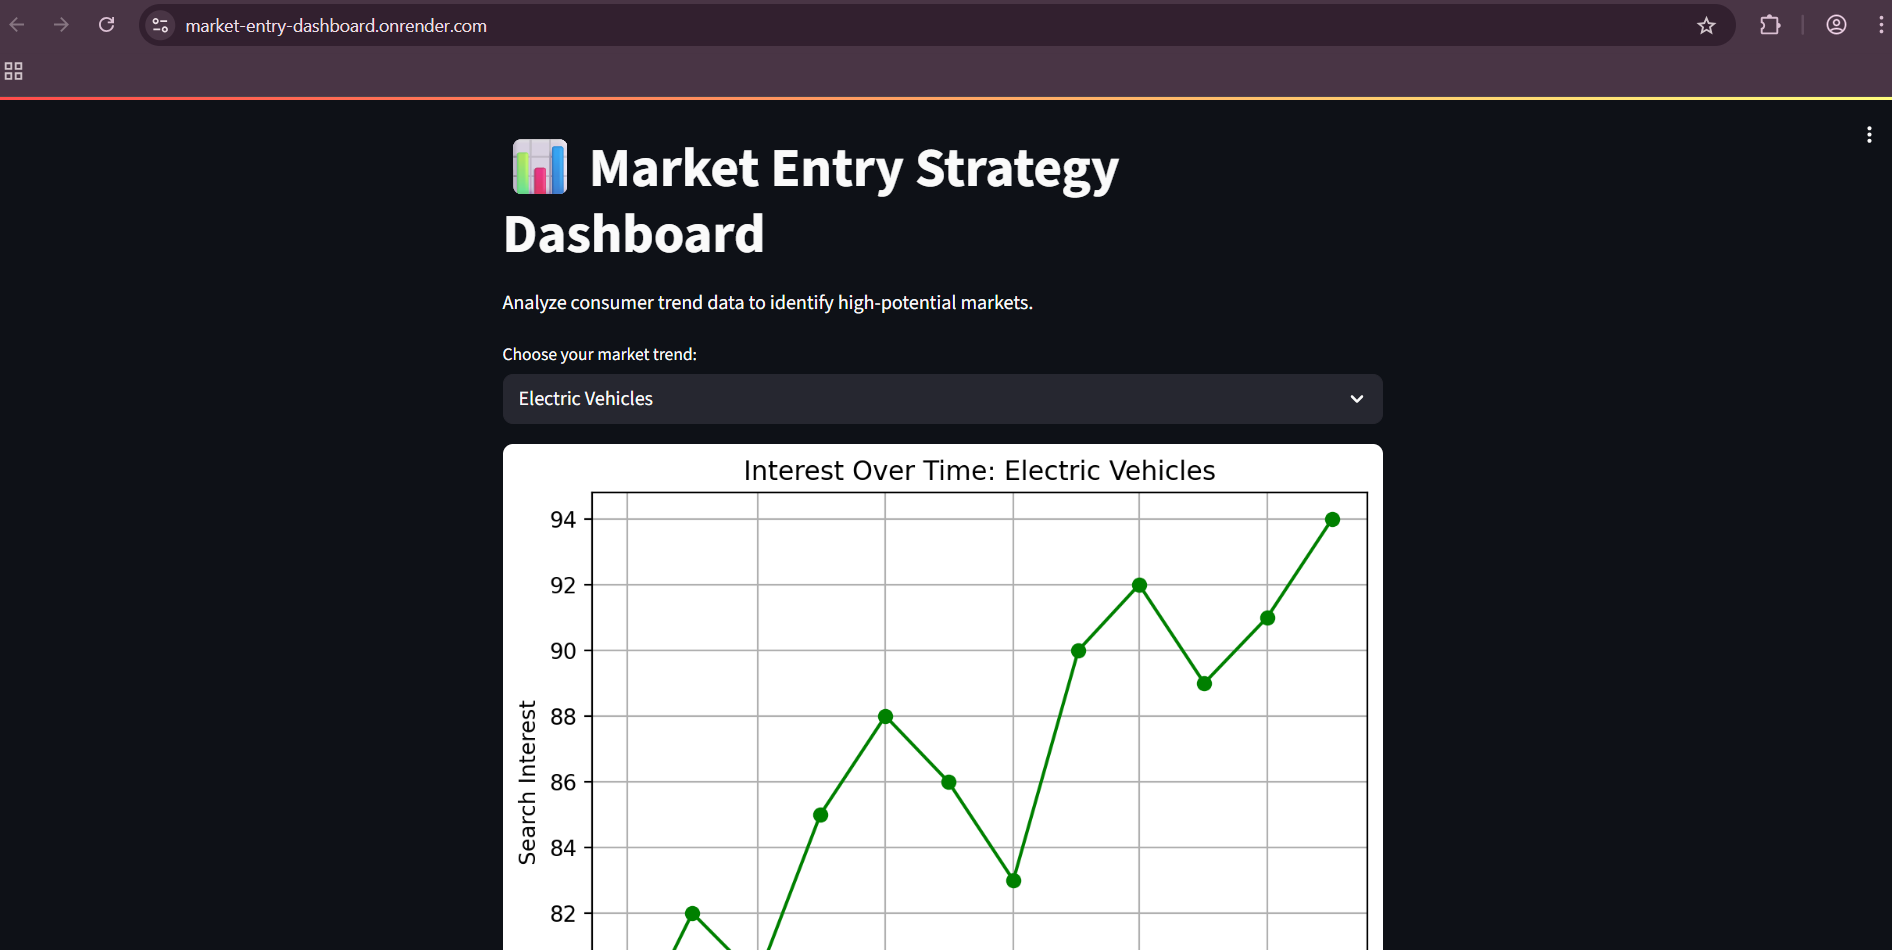 market-entry-dashboard.onrender.com
Market Entry Strategy
Dashboard
Analyze consumer trend data to identify high-potential markets.
Choose your market trend:
Electric Vehicles
Interest Over Time: Electric Vehicles
94
92
90
88
86
84
82
Search Interest